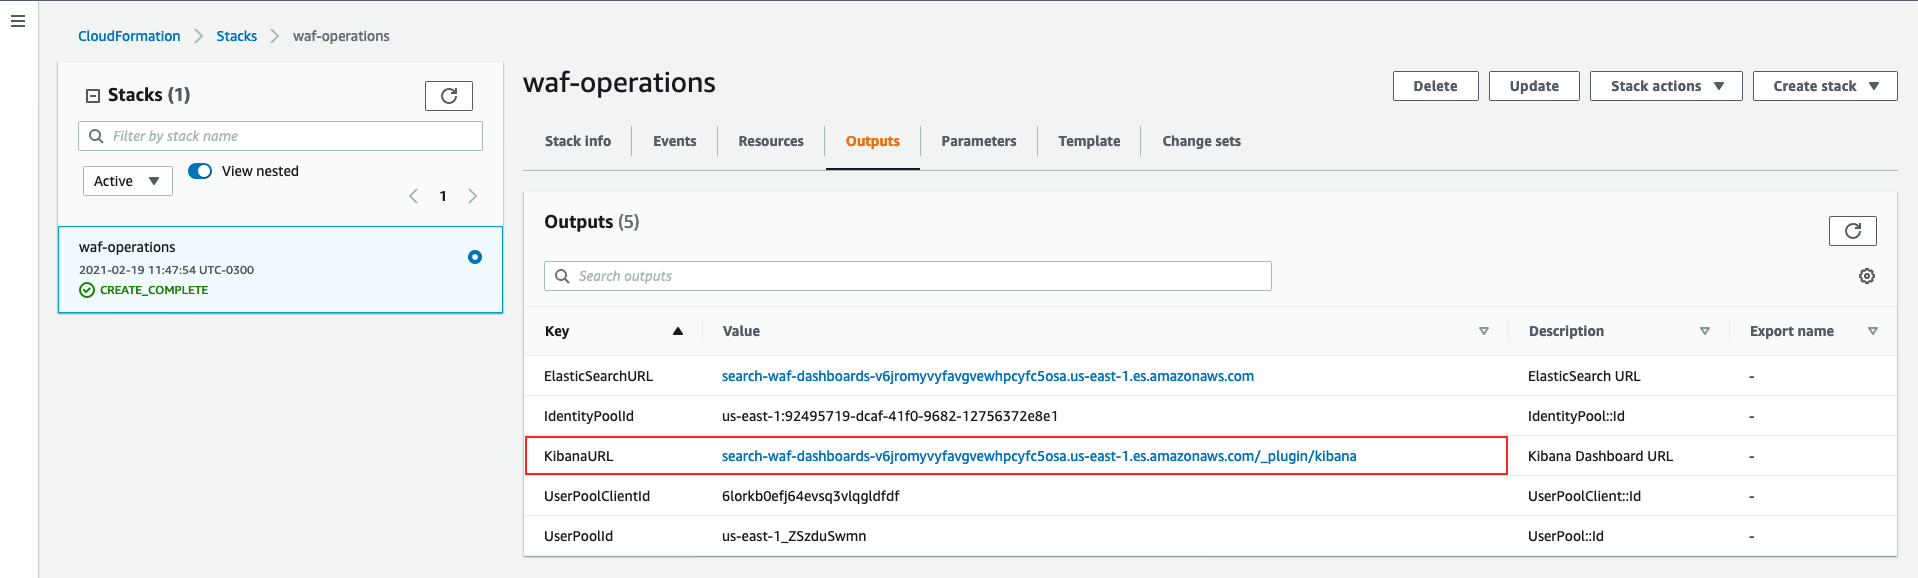 CloudFormation > Stacks > waf-operations
Stacks (1)
Filter by stack name
Active
View nested
1
waf-operations
2021-02-19 11:47:54 UTC-0300
CREATE_COMPLETE
waf-operations
Delete
Update
Stack actions
Create stack
Stack info
Events
Resources
Outputs
Parameters
Template
Change sets
Outputs (5)
Search outputs
Key Value Description Export name
ElasticSearchURL search-waf-dashboards-v6jromyvyfavgvewhpcyfc5osa.us-east-1.es.amazonaws.com ElasticSearch URL -
IdentityPoolId us-east-1:92495719-dcaf-41f0-9682-12756372e8e1 IdentityPool::Id -
KibanaURL search-waf-dashboards-v6jromyvyfavgvewhpcyfc5osa.us-east-1.es.amazonaws.com/_plugin/kibana Kibana Dashboard URL -
UserPoolClientId 6lorkb0efj64evsq3vlqgldfdf UserPoolClient::Id -
UserPoolId us-east-1_ZSzduSwmn UserPool::Id -